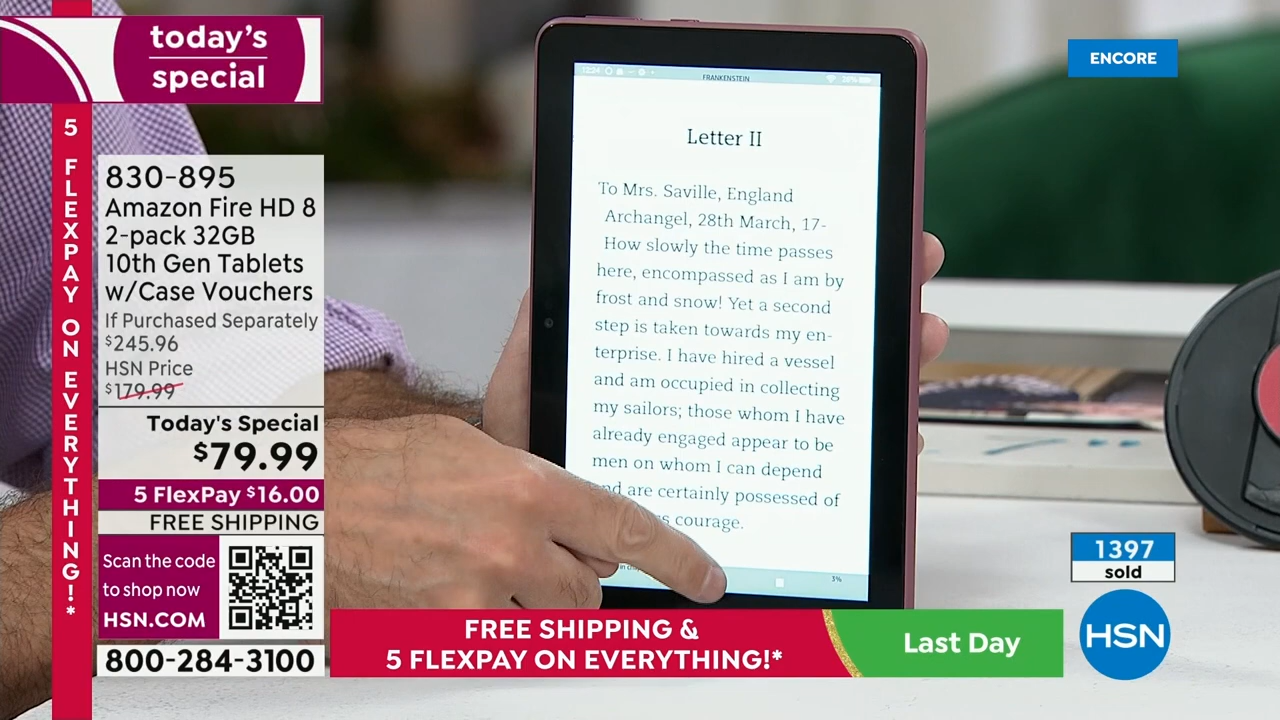 today's
special
5 FLEXPAY ON EVERYTHING!*
830-895
Amazon Fire HD 8
2-pack 32GB
10th Gen Tablets
w/Case Vouchers
If Purchased Separately
$245.96
HSN Price
$179.99
Today's Special
$79.99
5 FlexPay $16.00
FREE SHIPPING
Scan the code
to shop now
HSN.COM
800-284-3100
ENCORE
12:24
FRANKENSTEIN
Letter II
To Mrs. Saville, England
Archangel, 28th March, 17-
How slowly the time passes
here, encompassed as I am by
frost and snow! Yet a second
step is taken towards my en-
terprise. I have hired a vessel
and am occupied in collecting
my sailors; those whom I have
already engaged appear to be
men on whom I can depend
are certainly possessed of
courage.
3%
1397
sold
FREE SHIPPING &
5 FLEXPAY ON EVERYTHING!*
Last Day
HSN